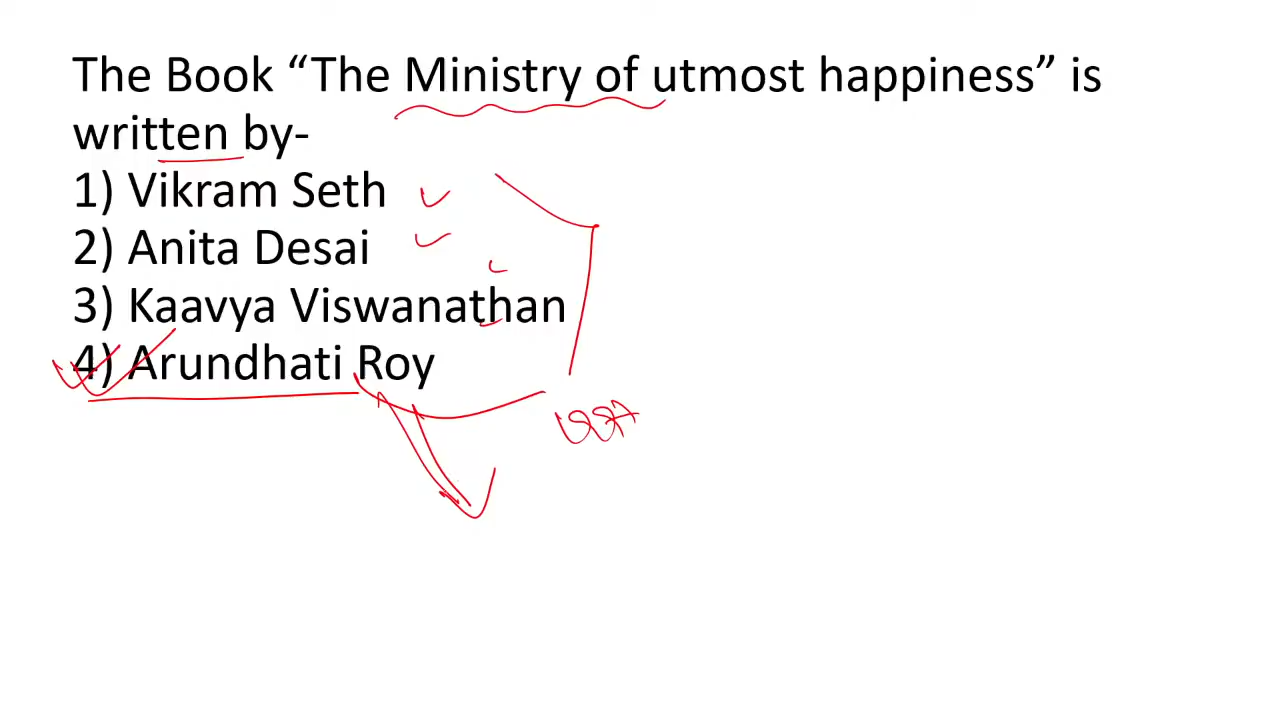 The Book “The Ministry of utmost happiness” is
written by-
1) Vikram Seth
2) Anita Desai
3) Kaavya Viswanathan
4) Arundhati Roy